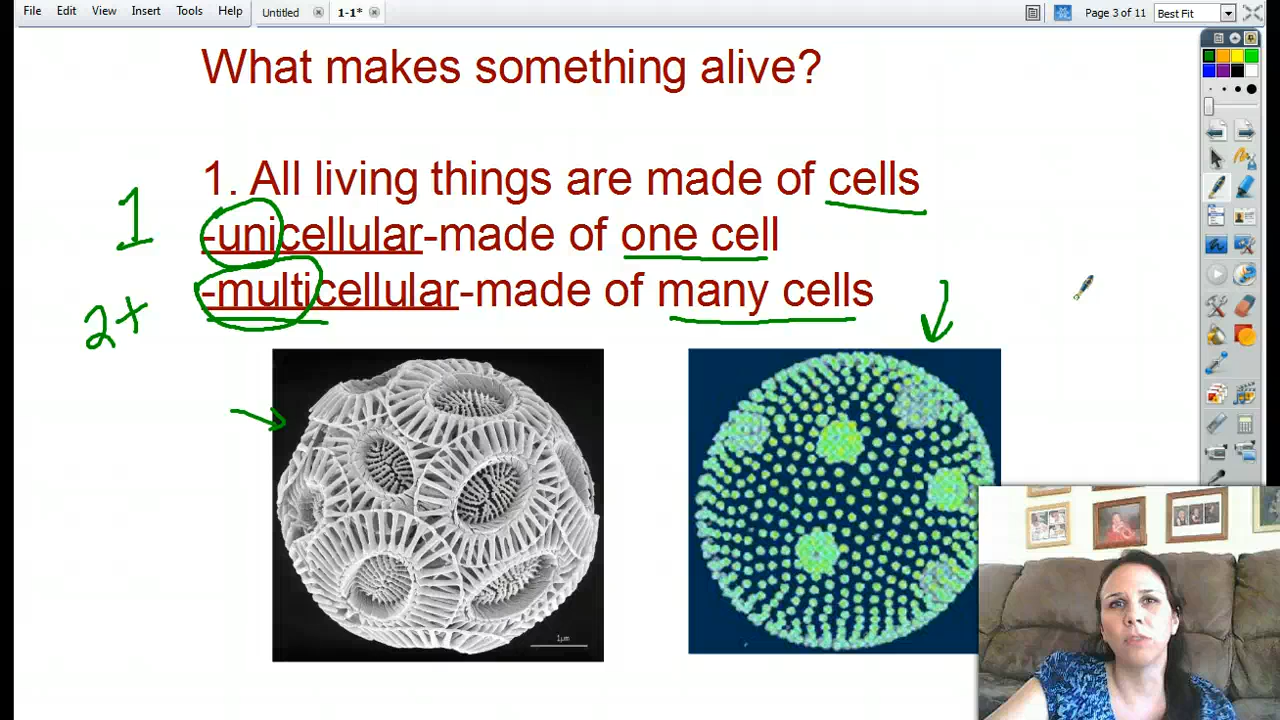 File Edit View Insert Tools Help Untitled 1-1* Page 3 of 11 Best Fit
What makes something alive?
1. All living things are made of cells
1
-unicellular-made of one cell
-multicellular-made of many cells
2+
1µm